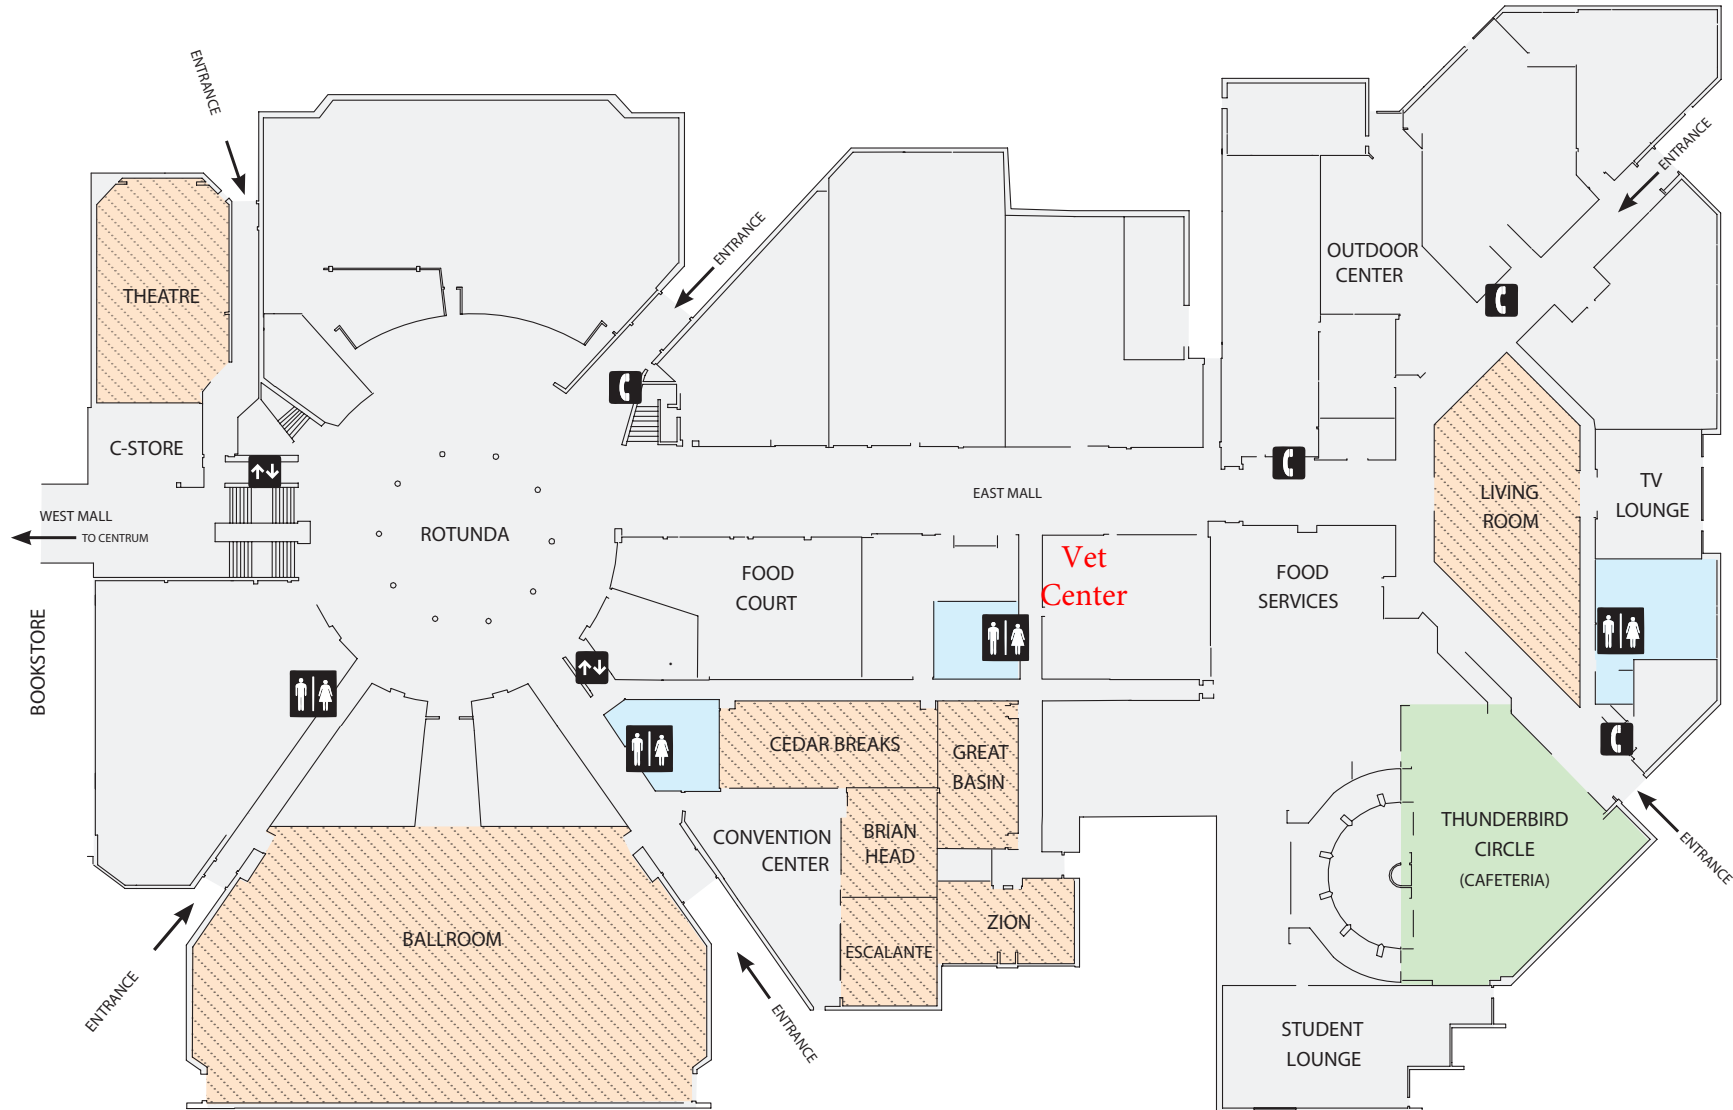 ENTRANCE
ENTRANCE
ENTRANCE
THEATRE
OUTDOOR
CENTER
C-STORE
WEST MALL
TO CENTRUM
ROTUNDA
EAST MALL
LIVING
ROOM
TV
LOUNGE
FOOD
COURT
Vet
Center
FOOD
SERVICES
BOOKSTORE
CEDAR BREAKS
GREAT
BASIN
CONVENTION
CENTER
BRIAN
HEAD
THUNDERBIRD
CIRCLE
(CAFETERIA)
ENTRANCE
BALLROOM
ESCALANTE
ZION
ENTRANCE
ENTRANCE
STUDENT
LOUNGE